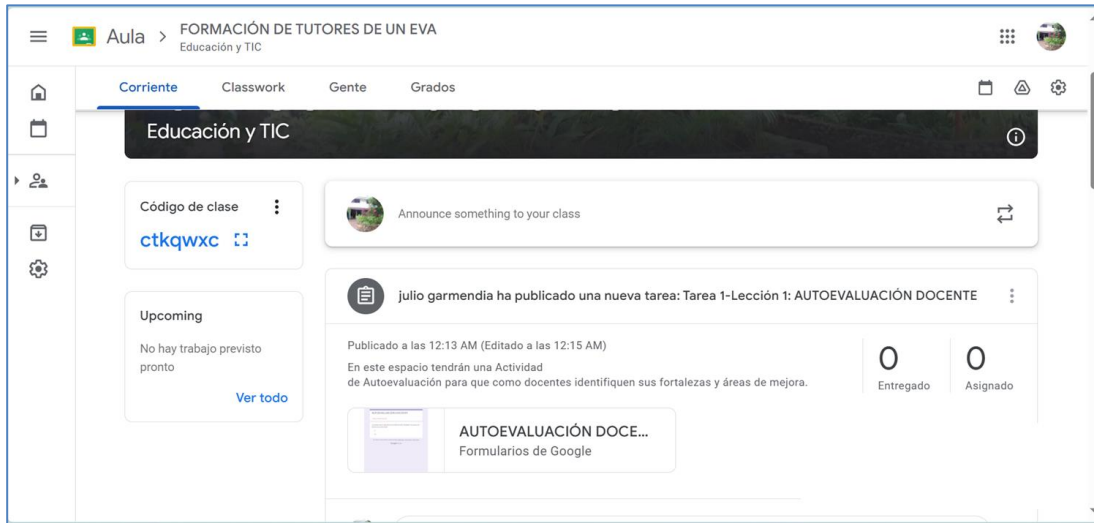 Aula > FORMACIÓN DE TUTORES DE UN EVA
Educación y TIC
Corriente Classwork Gente Grados
Educación y TIC
Código de clase
ctkqwxc
Upcoming
No hay trabajo previsto
pronto
Ver todo
Announce something to your class
julio garmendia ha publicado una nueva tarea: Tarea 1-Lección 1: AUTOEVALUACIÓN DOCENTE
Publicado a las 12:13 AM (Editado a las 12:15 AM)
En este espacio tendrán una Actividad
de Autoevaluación para que como docentes identifiquen sus fortalezas y áreas de mejora.
0 0
Entregado Asignado
AUTOEVALUACIÓN DOCE...
Formularios de Google